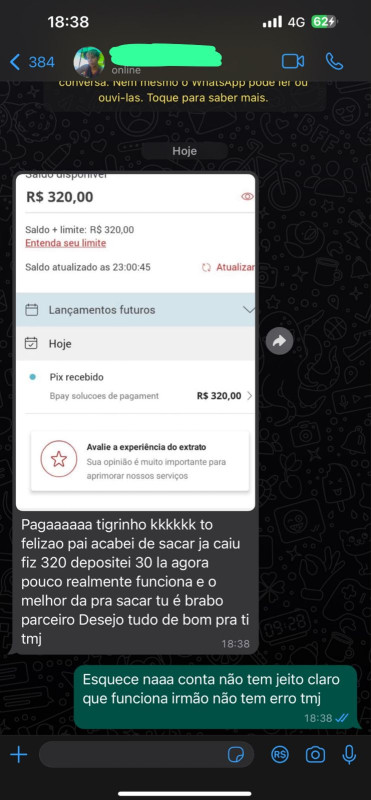 18:38
4G 62
384
online
conversa. Nem mesmo o WhatsApp pode ler ou
ouvi-las. Toque para saber mais.
Hoje
Saldo disponível
R$ 320,00
Saldo + limite: R$ 320,00
Entenda seu limite
Saldo atualizado as 23:00:45
Atualizar
Lançamentos futuros
Hoje
Pix recebido
Bpay solucoes de pagament R$ 320,00
Avalie a experiência do extrato
Sua opinião é muito importante para
aprimorar nossos serviços
Pagaaaaaa tigrinho kkkkkk to
felizao pai acabei de sacar ja caiu
fiz 320 depositei 30 la agora
pouco realmente funciona e o
melhor da pra sacar tu é brabo
parceiro Desejo tudo de bom pra ti
tmj
18:38
Esquece naaa conta não tem jeito claro
que funciona irmão não tem erro tmj
18:38
R$